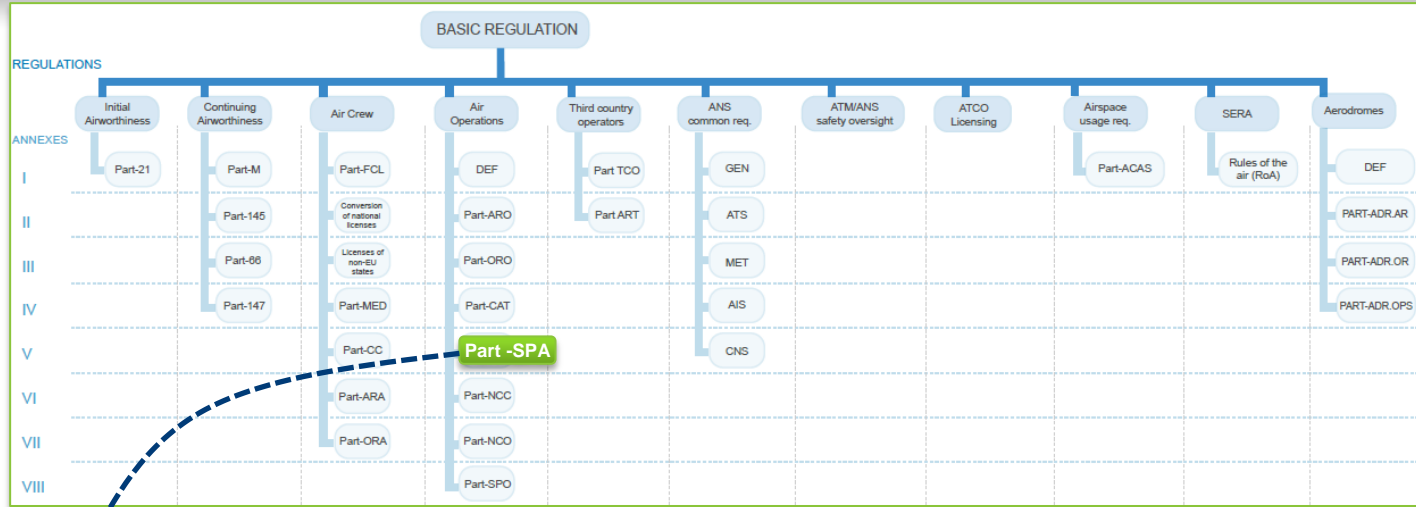 BASIC REGULATION
REGULATIONS
Initial
Airworthiness
Continuing
Airworthiness
Air Crew
Air
Operations
Third country
operators
ANS
common req.
ATM/ANS
safety oversight
ATCO
Licensing
Airspace
usage req.
SERA
Aerodromes
ANNEXES
I
Part-21
Part-M
Part-FCL
DEF
Part TCO
GEN
Part-ACAS
Rules of the
air (RoA)
DEF
II
Part-145
Conversion
of national
licenses
Part-ARO
Part ART
ATS
PART-ADR.AR
III
Part-66
Licenses of
non-EU
states
Part-ORO
MET
PART-ADR.OR
IV
Part-147
Part-MED
Part-CAT
AIS
PART-ADR.OPS
V
Part-CC
Part -SPA
CNS
VI
Part-ARA
Part-NCC
VII
Part-ORA
Part-NCO
VIII
Part-SPO